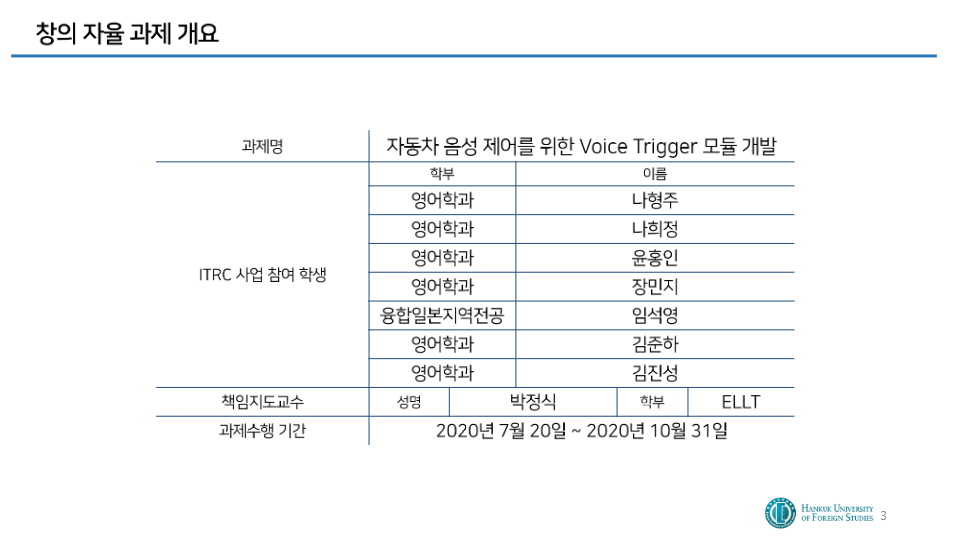 창의 자율 과제 개요
과제명 자동차 음성 제어를 위한 Voice Trigger 모듈 개발
ITRC 사업 참여 학생
학부 이름
영어학과 나형주
영어학과 나희정
영어학과 윤홍인
영어학과 장민지
융합일본지역전공 임석영
영어학과 김준하
영어학과 김진성
책임지도교수 성명 박정식 학부 ELLT
과제수행 기간 2020년 7월 20일 ~ 2020년 10월 31일
HANKUK UNIVERSITY
OF FOREIGN STUDIES
3